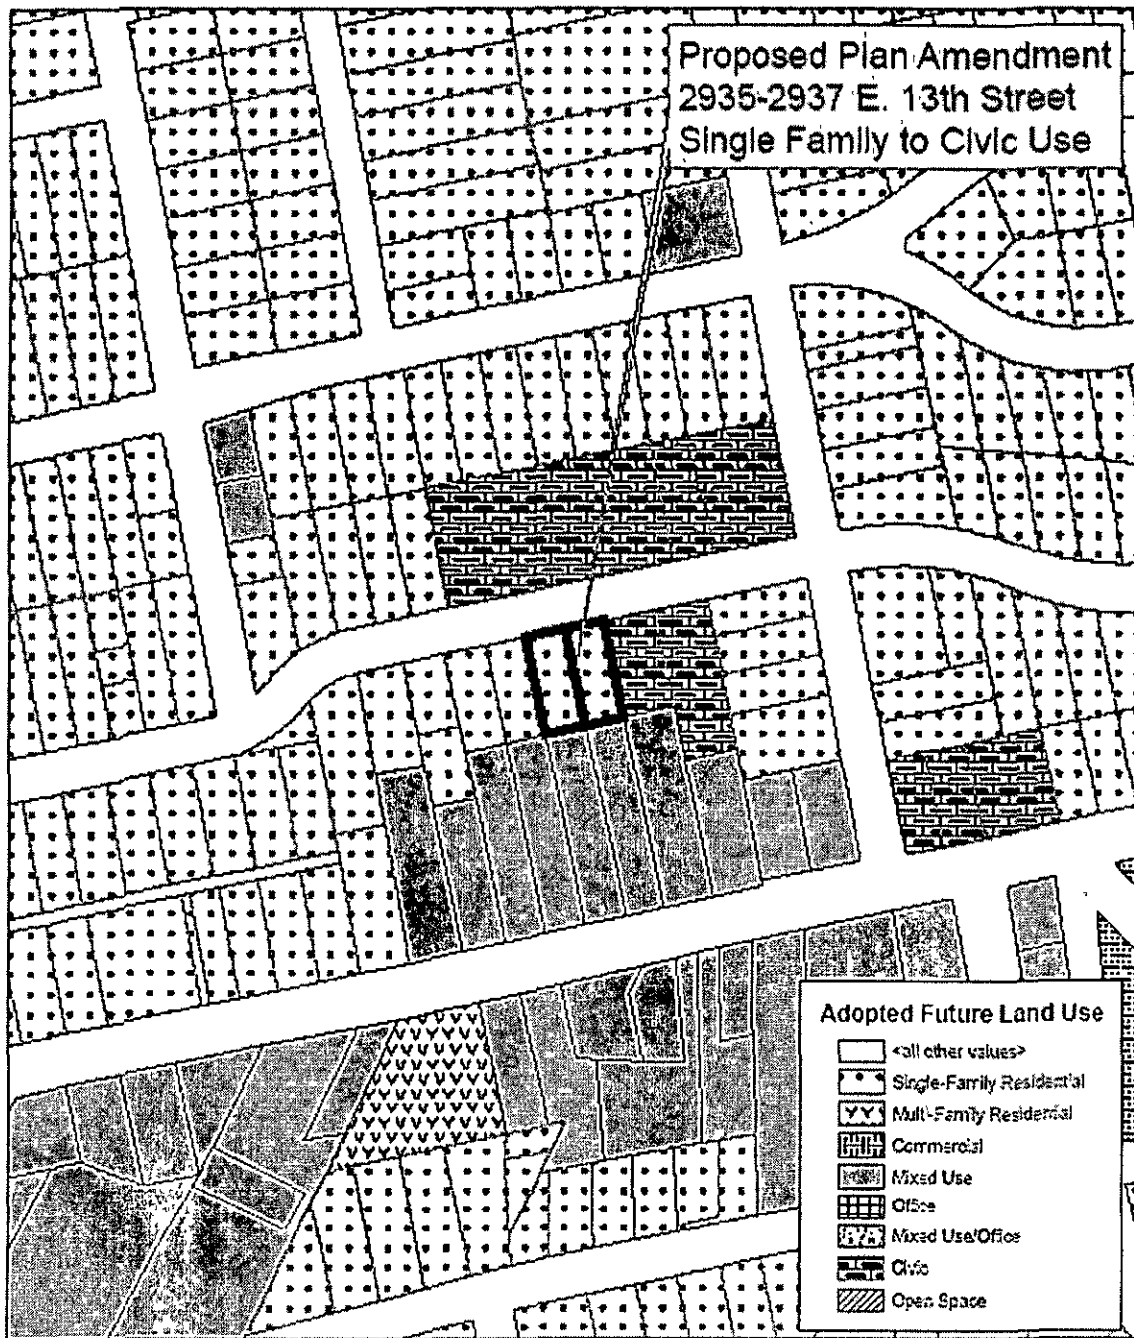 Proposed Plan Amendment
2935-2937 E. 13th Street
Single Family to Civic Use
Adopted Future Land Use
<all other values>
Single-Family Residential
Multi-Family Residential
Commercial
Mixed Use
Office
Mixed Use/Office
Civic
Open Space